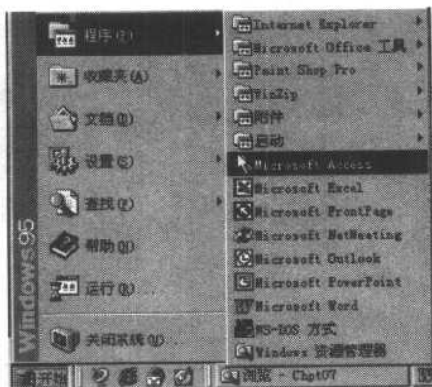 程序(P)
收藏夹(A)
文档(D)
设置(S)
查找(F)
帮助(H)
运行(R)...
关闭系统(U)...
Windows95
Internet Explorer
Microsoft Office 工具
Paint Shop Pro
WinZip
附件
启动
Microsoft Access
Microsoft Excel
Microsoft FrontPage
Microsoft NetMeeting
Microsoft Outlook
Microsoft PowerPoint
Microsoft Word
MS-DOS 方式
Windows 资源管理器
开始
浏览 - Chpt07